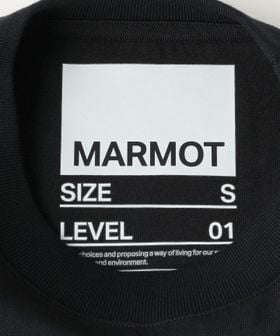 MARMOT
SIZE S
LEVEL 01
choices and proposing a way of living for our
and environment.